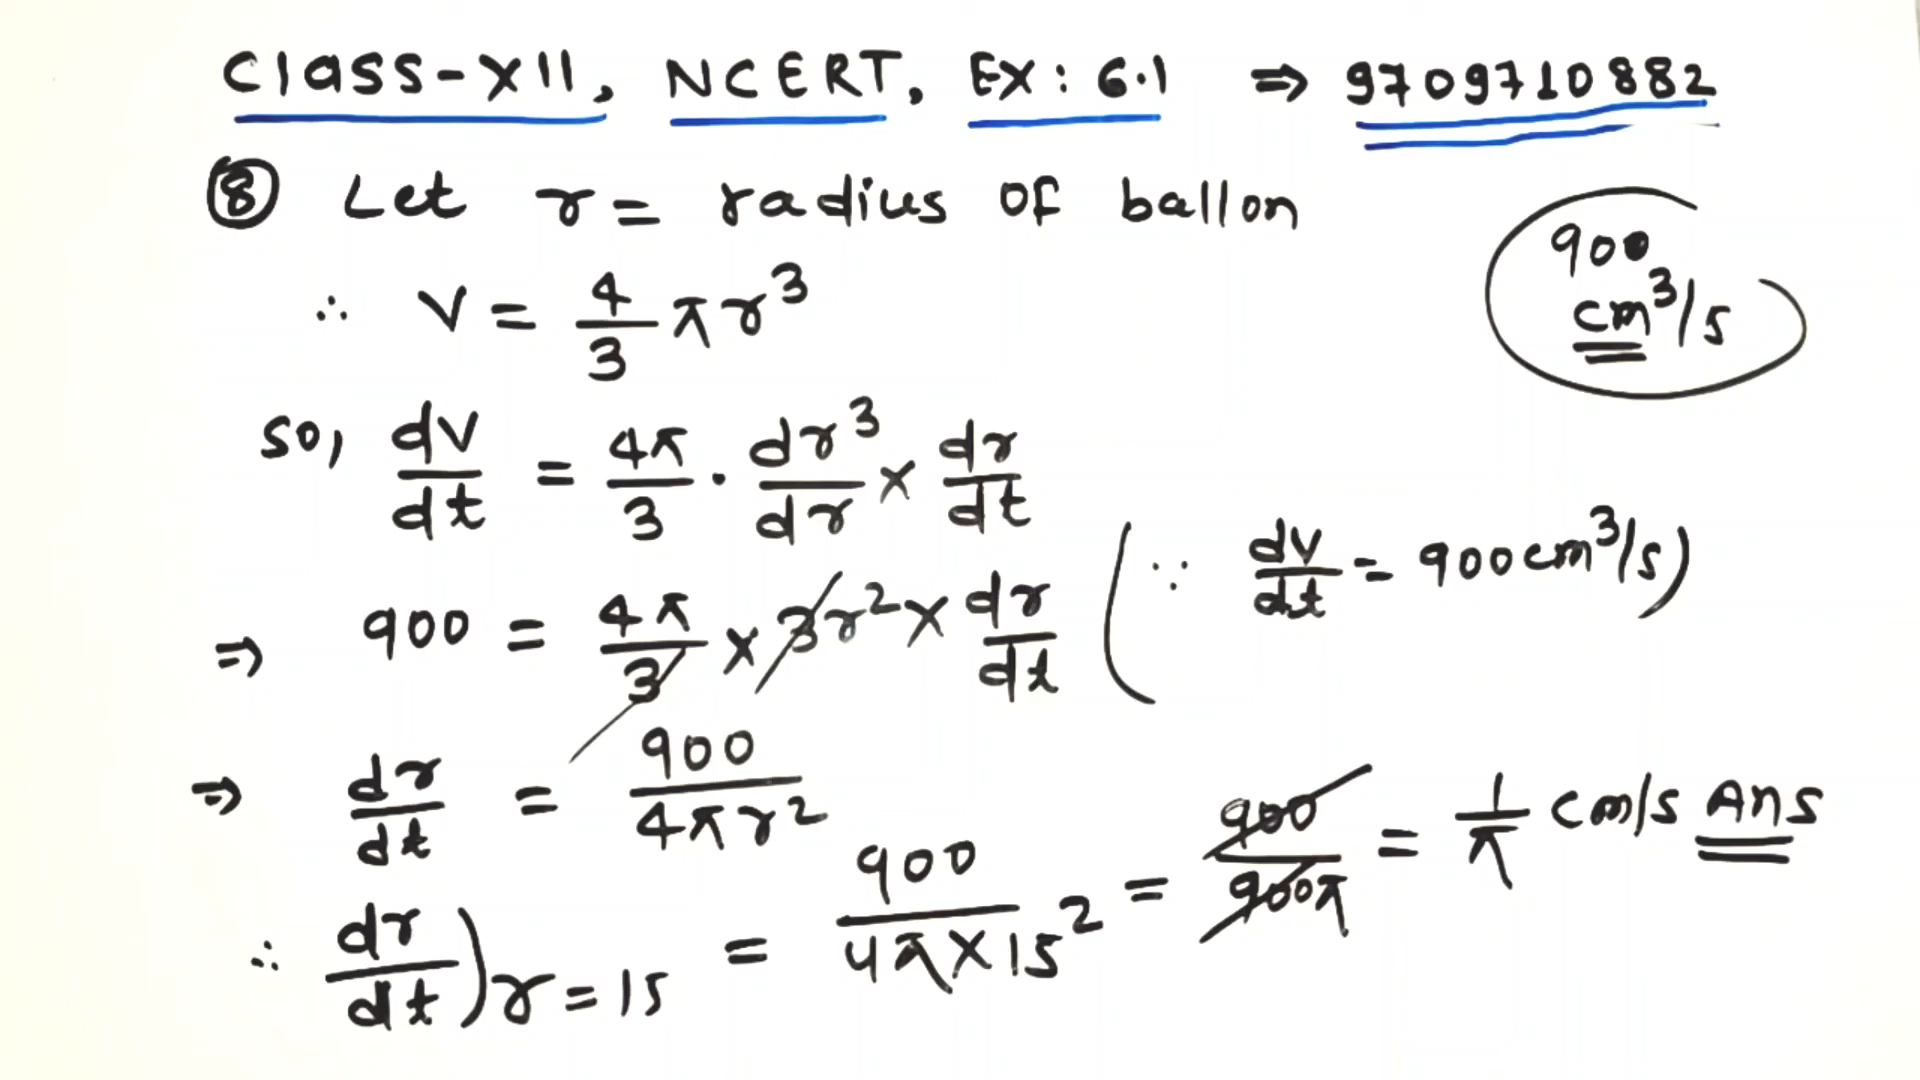 Class-XII, NCERT, EX: 6.1 ⇒ 9709710882
⑧ Let r = radius of ballon
900
cm³/s
∴ V = 4/3 πr³
so, dV/dt = 4π/3 . dr³/dr × dr/dt
⇒ 900 = 4π/3 × 3r² × dr/dt (∵ dV/dt = 900cm³/s)
⇒ dr/dt = 900/4πr²
∴ dr/dt)r=15 = 900/4π×15² = 900/900π = 1/π cm/s Ans